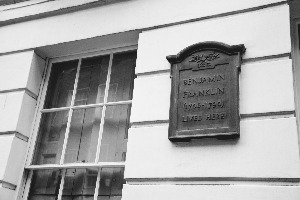 BENJAMIN
FRANKLIN
1706-1790
LIVED HERE